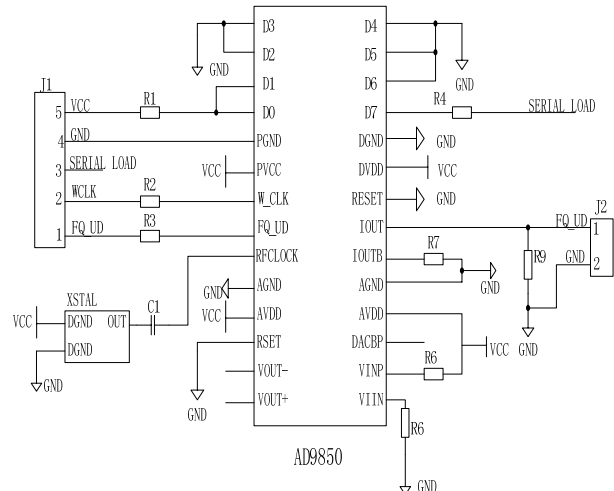 D3 D4
GND D2 D5 GND
J1 D1 D6
5 VCC R1 D0 D7 R4 SERIAL LOAD
4 GND PGND DGND GND
3 SERIAL LOAD VCC PVCC DVDD VCC
2 WCLK R2 W_CLK RESET GND
1 FQ_UD R3 FQ_UD IOUT FQ_UD J2 1
RFCLOCK IOUTB R7 R9 GND 2
GND AGND AGND GND
XSTAL C1 VCC AVDD AVDD
VCC DGND OUT RSET DACBP VCC GND
DGND VOUT- VINP R6
GND GND VOUT+ VIIN R6
AD9850 GND